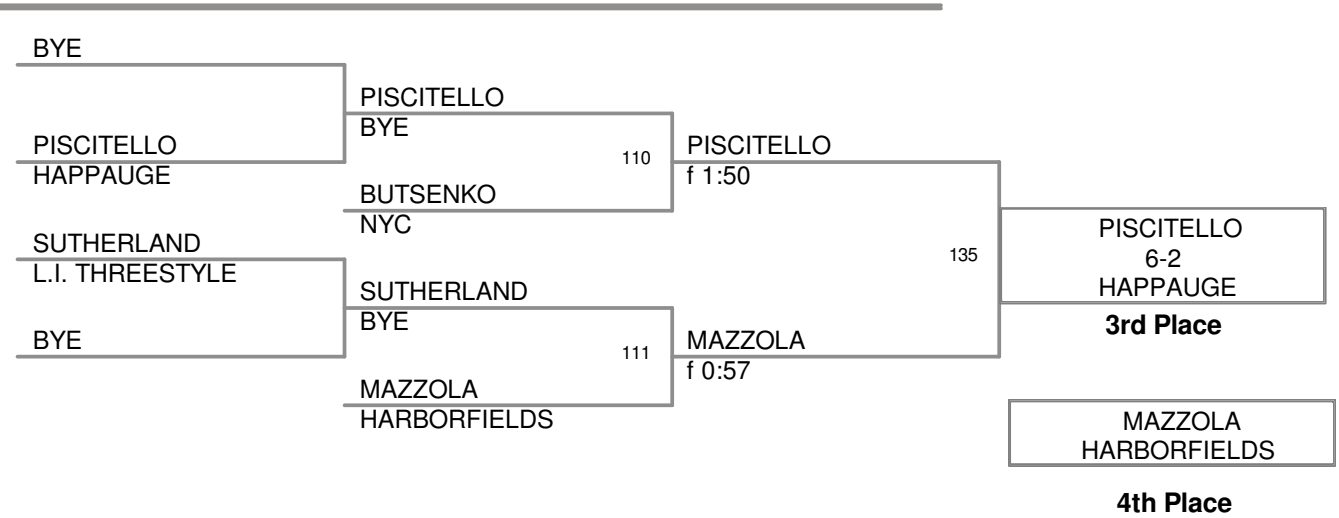 BYE
PISCITELLO
BYE
PISCITELLO
HAPPAUGE
110
PISCITELLO
f 1:50
BUTSENKO
NYC
SUTHERLAND
L.I. THREESTYLE
135
PISCITELLO
6-2
HAPPAUGE
3rd Place
SUTHERLAND
BYE
BYE
111
MAZZOLA
f 0:57
MAZZOLA
HARBORFIELDS
MAZZOLA
HARBORFIELDS
4th Place